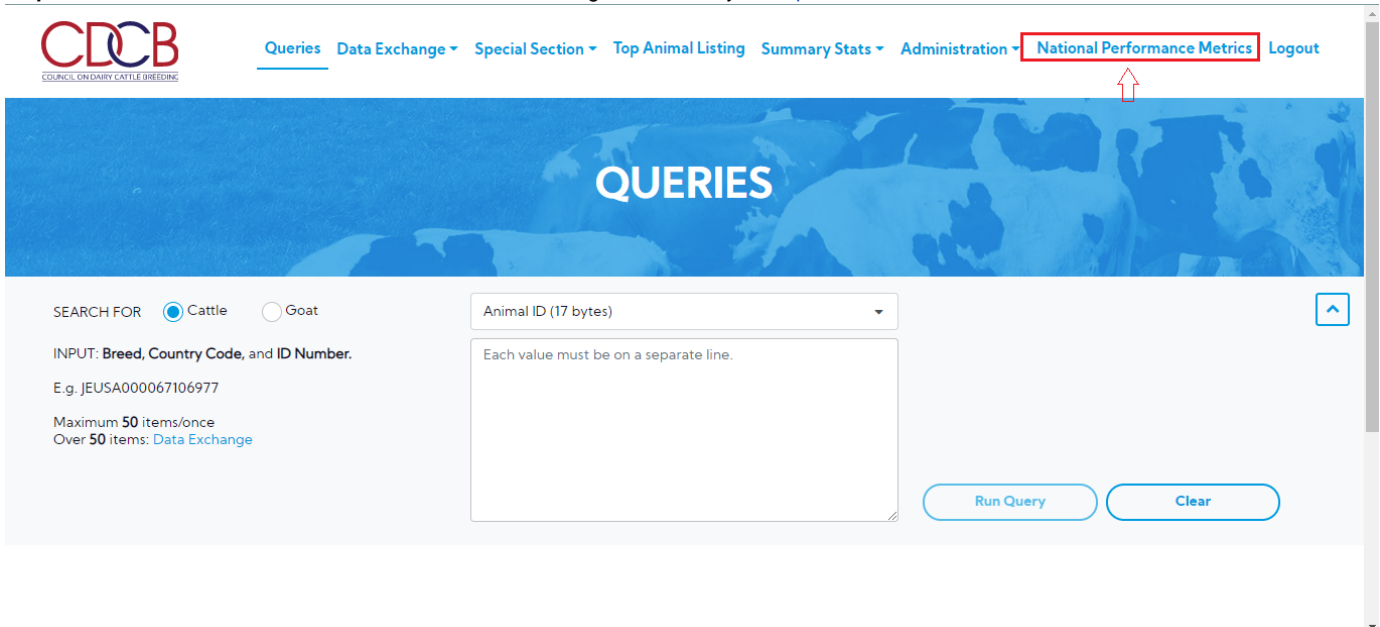 CDCB
COUNCIL ON DAIRY CATTLE BREEDING
Queries Data Exchange Special Section Top Animal Listing Summary Stats Administration National Performance Metrics Logout
QUERIES
SEARCH FOR Cattle Goat
Animal ID (17 bytes)
INPUT: Breed, Country Code, and ID Number.
Each value must be on a separate line.
E.g. JEUSA000067106977
Maximum 50 items/once
Over 50 items: Data Exchange
Run Query Clear